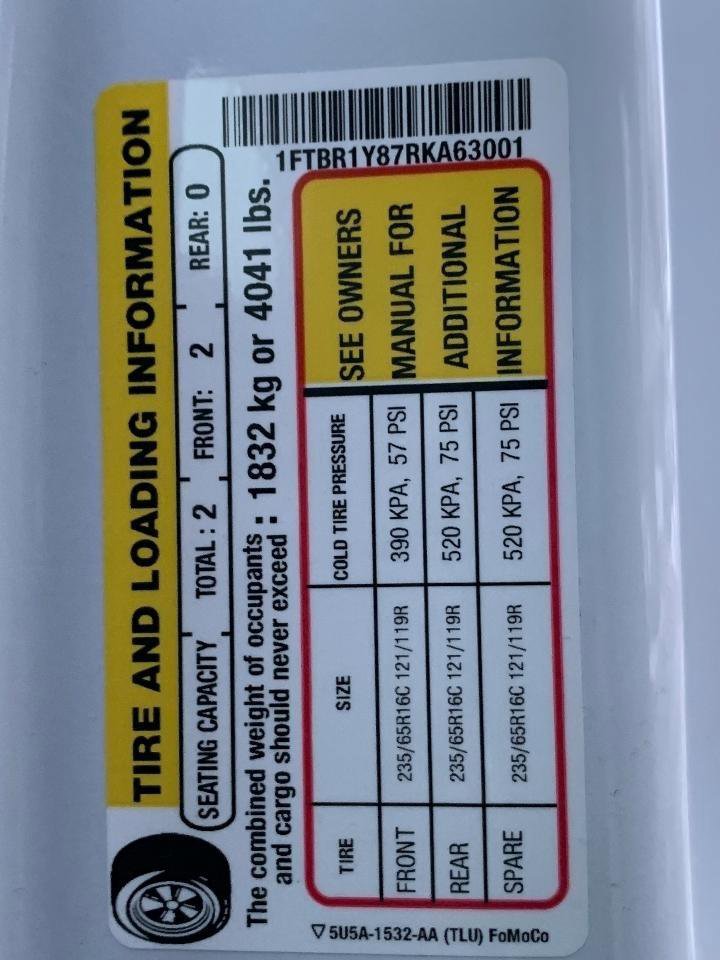 TIRE AND LOADING INFORMATION
SEATING CAPACITY TOTAL : 2 FRONT: 2 REAR: 0
The combined weight of occupants
and cargo should never exceed : 1832 kg or 4041 lbs.
1FTBR1Y87RKA63001
TIRE SIZE COLD TIRE PRESSURE
FRONT 235/65R16C 121/119R 390 KPA, 57 PSI
REAR 235/65R16C 121/119R 520 KPA, 75 PSI
SPARE 235/65R16C 121/119R 520 KPA, 75 PSI
SEE OWNERS
MANUAL FOR
ADDITIONAL
INFORMATION
5U5A-1532-AA (TLU) FoMoCo